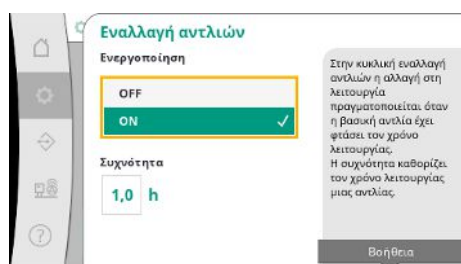 Εναλλαγή αντλιών
Ενεργοποίηση
OFF
ON
Συχνότητα
1,0 h
Στην κυκλική εναλλαγή
αντλιών η αλλαγή στη
λειτουργία
πραγματοποιείται όταν
η βασική αντλία έχει
φτάσει τον χρόνο
λειτουργίας.
Η συχνότητα καθορίζει
τον χρόνο λειτουργίας
μιας αντλίας.
Βοήθεια